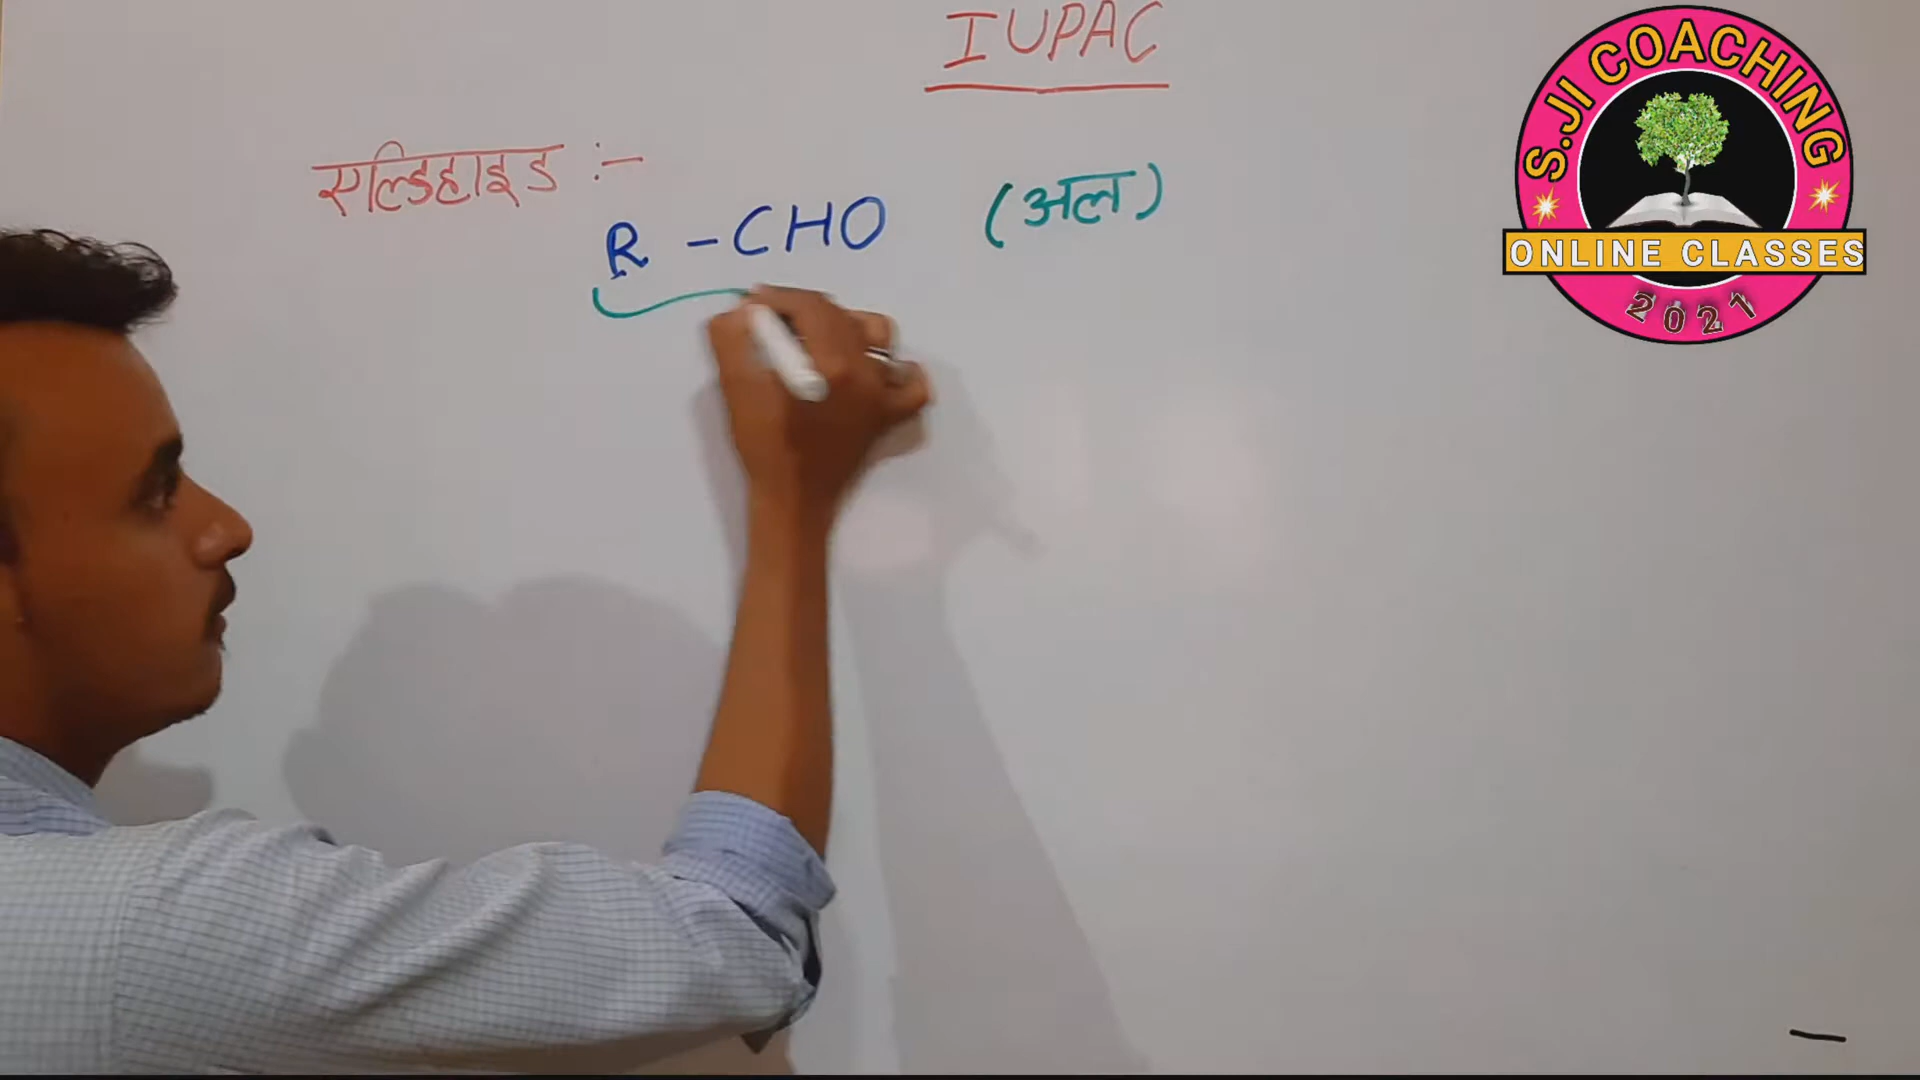 IUPAC
एल्डिहाइड :-
R - CHO (अल)
S.JI COACHING
ONLINE CLASSES
2021